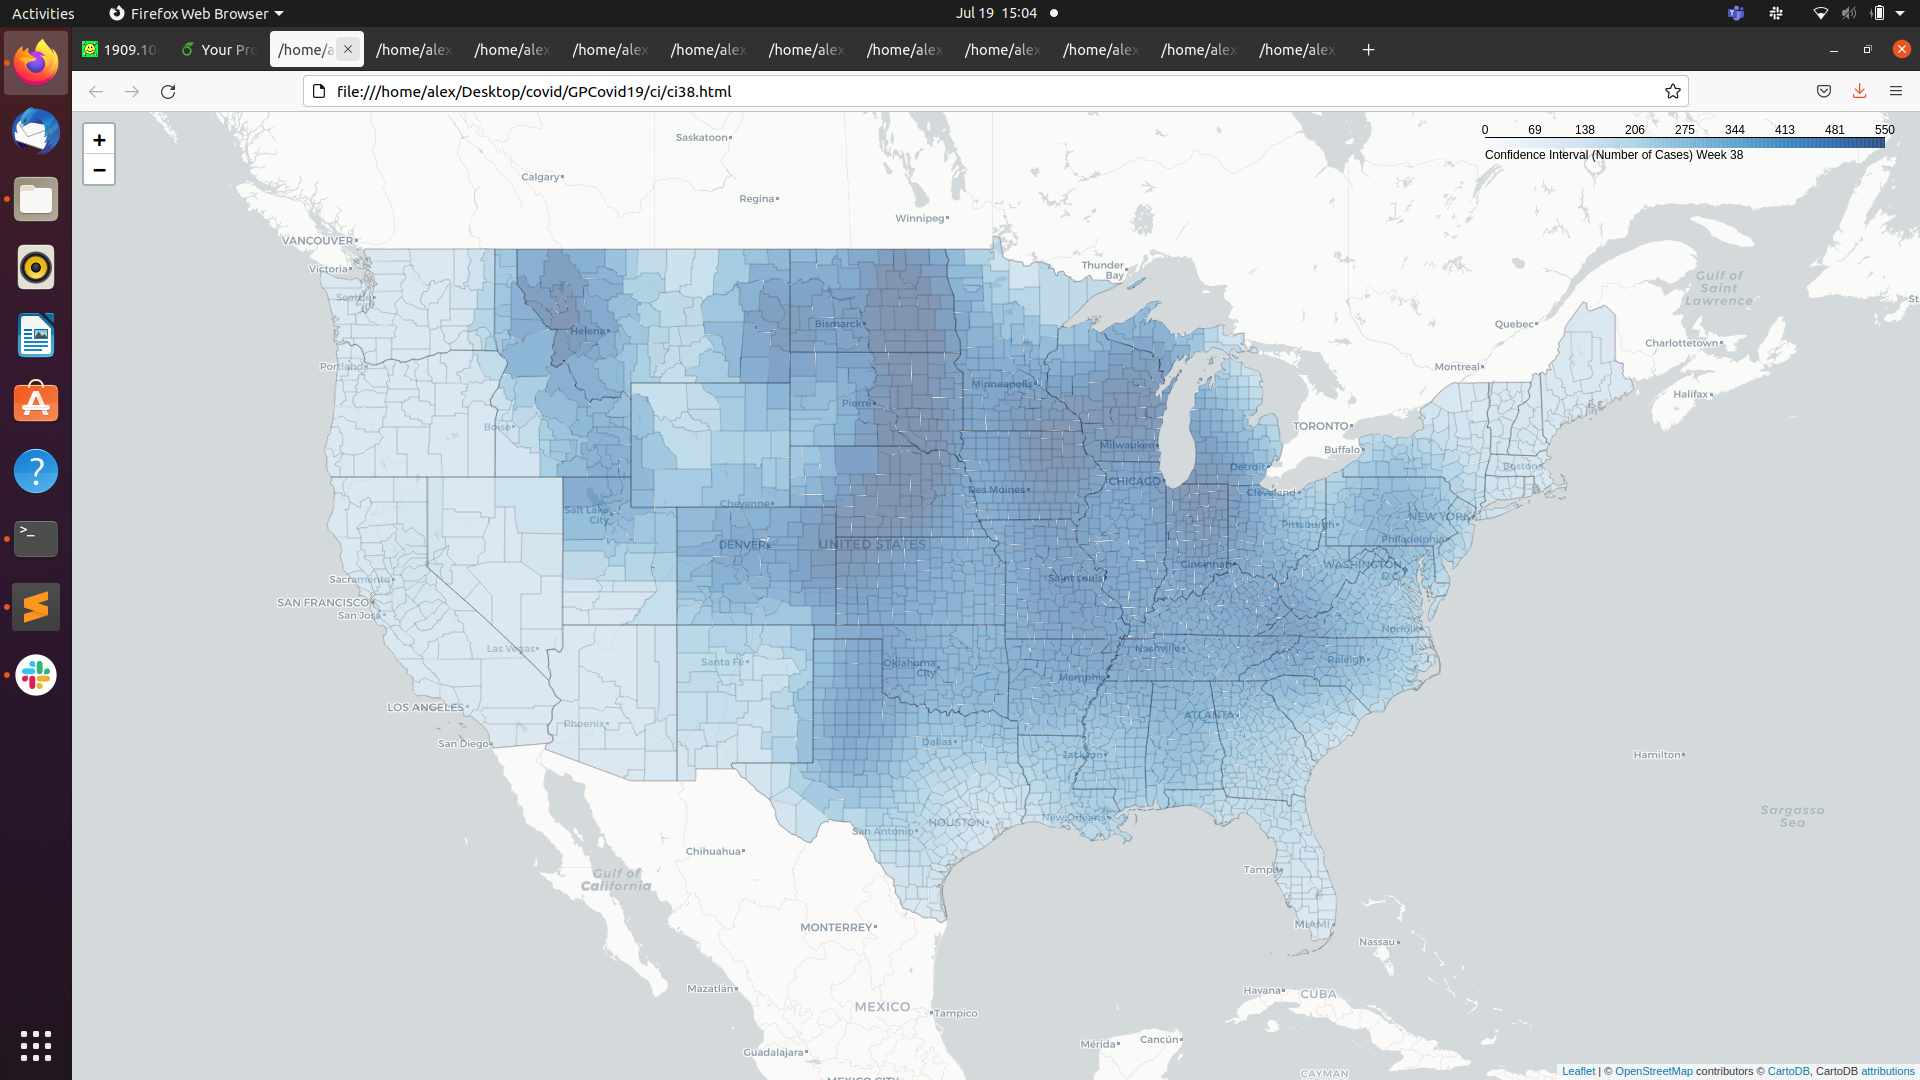 Activities
Firefox Web Browser
Jul 19 15:04
1909.10
Your Pr
/home/a
/home/alex
/home/alex
/home/alex
/home/alex
/home/alex
/home/alex
/home/alex
/home/alex
/home/alex
/home/alex
file:///home/alex/Desktop/covid/GPCovid19/ci/ci38.html
+
−
0 69 138 206 275 344 413 481 550
Confidence Interval (Number of Cases) Week 38
Saskatoon
Calgary
Regina
Winnipeg
VANCOUVER
Victoria
Seattle
Thunder
Bay
Gulf of
Saint
Lawrence
St
Helena
Bismarck
Quebec
Charlottetown
Portland
Montreal
Minneapolis
Halifax
Pierre
Boise
TORONTO
Milwaukee
Buffalo
Detroit
Boston
CHICAGO
Des Moines
Cleveland
Cheyenne
Salt Lake
City
Pittsburgh
NEW YORK
Philadelphia
DENVER
UNITED STATES
Cincinnati
WASHINGTON
D.C.
Sacramento
Saint Louis
SAN FRANCISCO
San Jose
Norfolk
Las Vegas
Nashville
Santa Fe
Oklahoma
City
Raleigh
Memphis
LOS ANGELES
Phoenix
ATLANTA
San Diego
Dallas
Jackson
Hamilton
Sargasso
Sea
New Orleans
HOUSTON
San Antonio
Chihuahua
Gulf of
California
Tampa
MONTERREY
MIAMI
Nassau
Mazatlán
Havana
CUBA
MEXICO
Tampico
Mérida
Cancún
Guadalajara
MEXICO CITY
CAYMAN
Leaflet | © OpenStreetMap contributors © CartoDB, CartoDB attributions